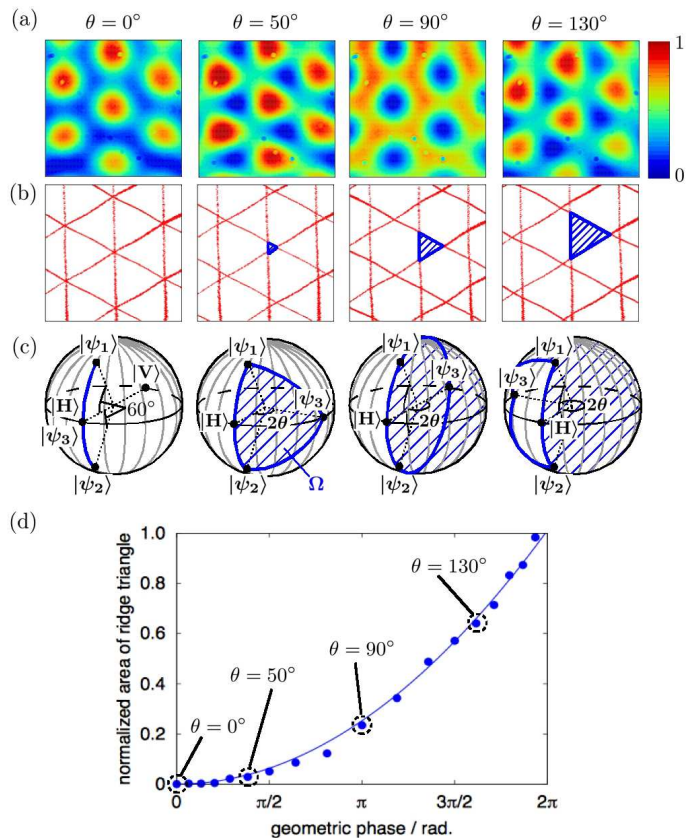 (a) θ = 0° θ = 50° θ = 90° θ = 130°
1
0
(b)
(c)
|ψ₁⟩ |V⟩ |H⟩ 60° |ψ₃⟩ |ψ₂⟩
|ψ₁⟩ |ψ₃⟩ |H⟩ 2θ |ψ₂⟩ Ω
|ψ₁⟩ |ψ₃⟩ |H⟩ 2θ |ψ₂⟩
|ψ₁⟩ |ψ₃⟩ 2θ |H⟩ |ψ₂⟩
(d)
normalized area of ridge triangle
1.0
0.8
0.6
0.4
0.2
0
θ = 130°
θ = 90°
θ = 50°
θ = 0°
0 π/2 π 3π/2 2π
geometric phase / rad.